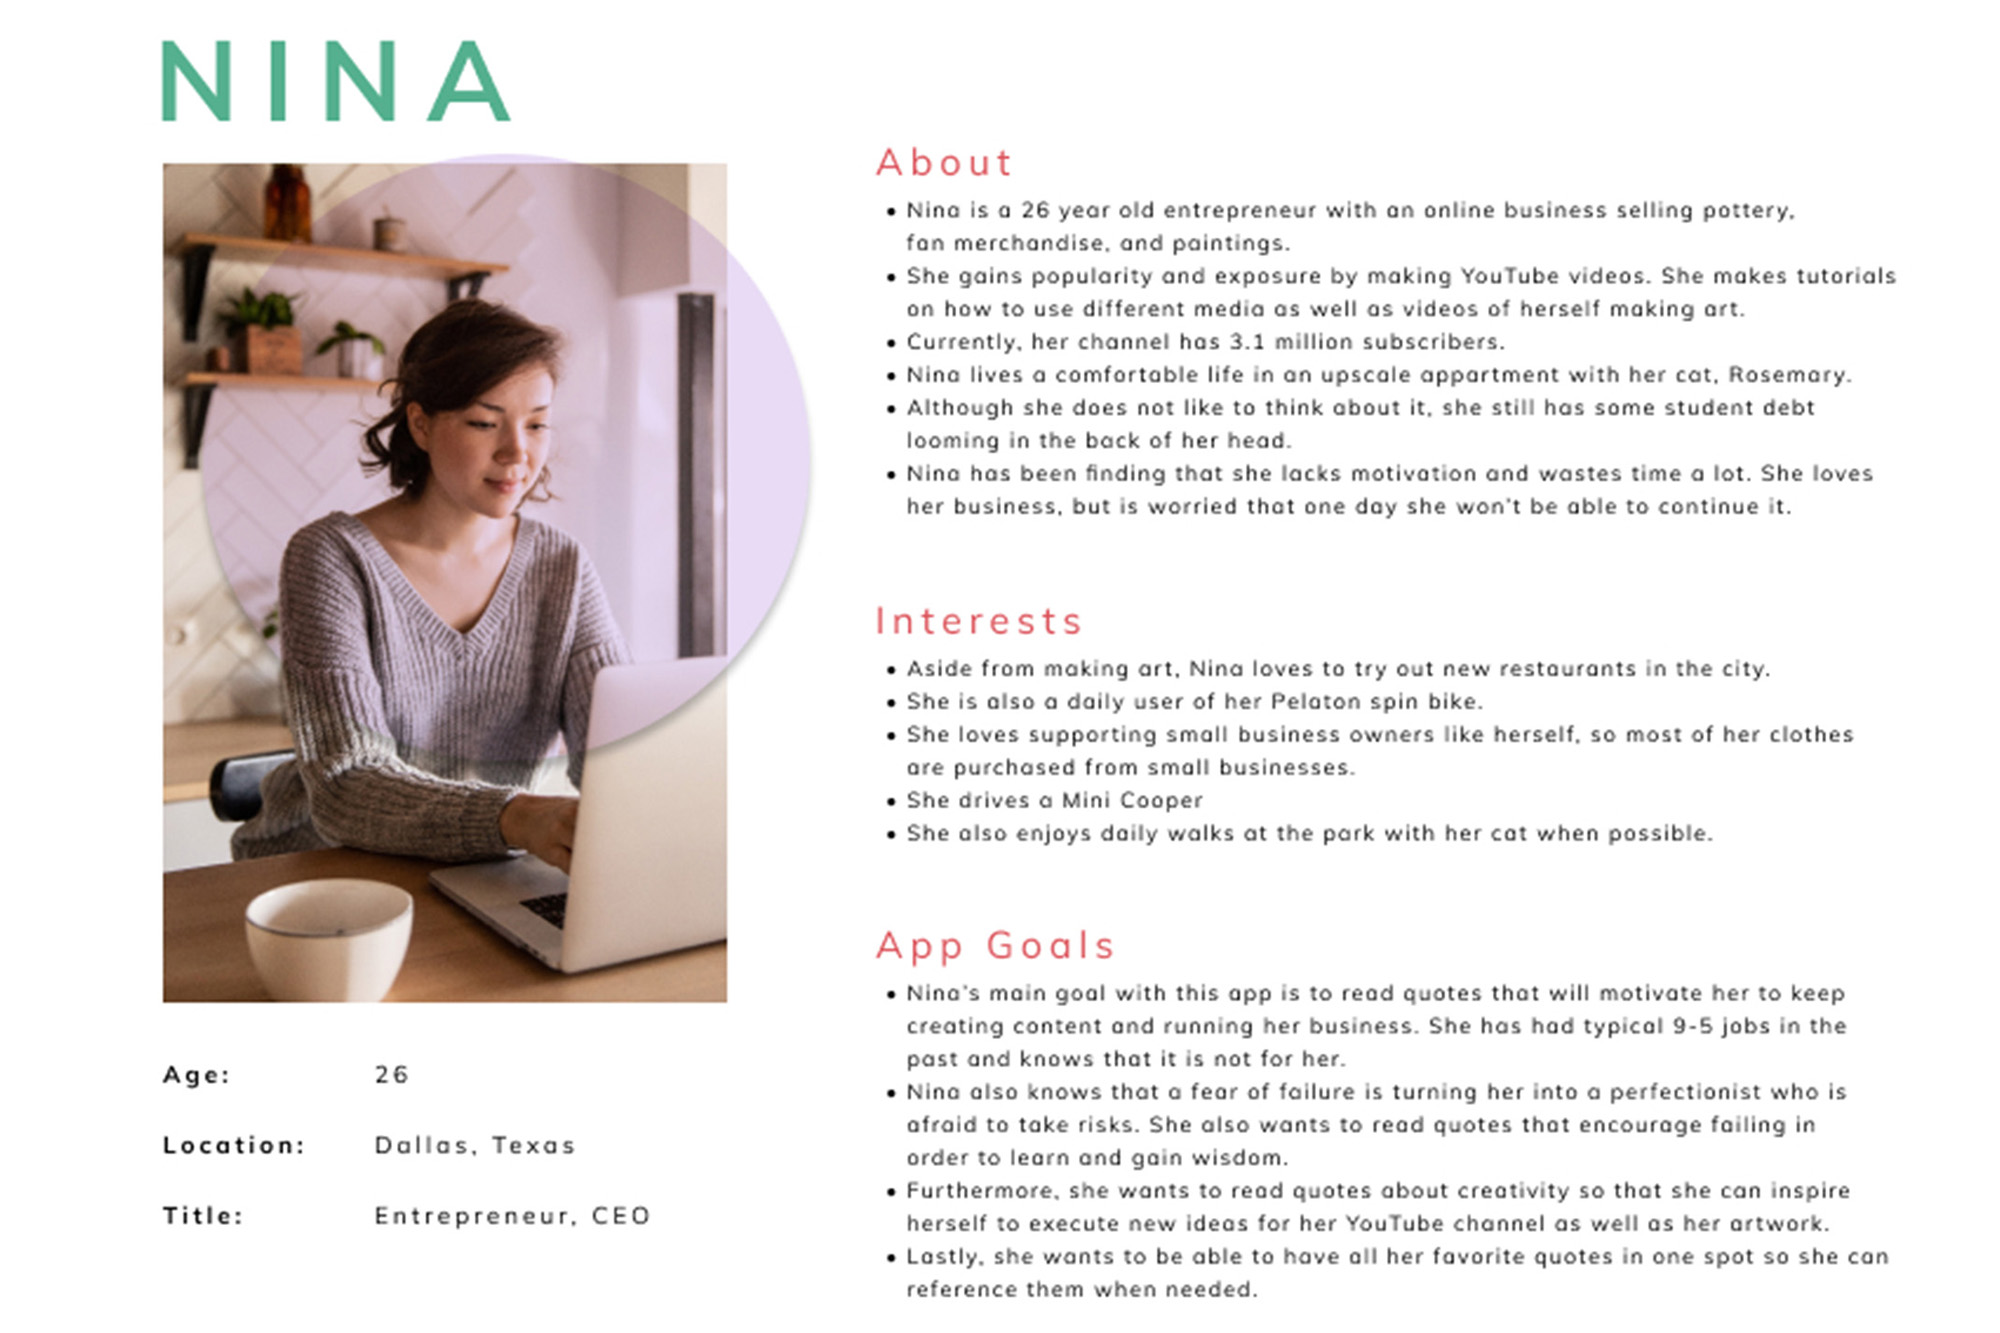 NINA
About
• Nina is a 26 year old entrepreneur with an online business selling pottery,
fan merchandise, and paintings.
• She gains popularity and exposure by making YouTube videos. She makes tutorials
on how to use different media as well as videos of herself making art.
• Currently, her channel has 3.1 million subscribers.
• Nina lives a comfortable life in an upscale appartment with her cat, Rosemary.
• Although she does not like to think about it, she still has some student debt
looming in the back of her head.
• Nina has been finding that she lacks motivation and wastes time a lot. She loves
her business, but is worried that one day she won't be able to continue it.
Interests
• Aside from making art, Nina loves to try out new restaurants in the city.
• She is also a daily user of her Pelaton spin bike.
• She loves supporting small business owners like herself, so most of her clothes
are purchased from small businesses.
• She drives a Mini Cooper
• She also enjoys daily walks at the park with her cat when possible.
App Goals
• Nina's main goal with this app is to read quotes that will motivate her to keep
creating content and running her business. She has had typical 9-5 jobs in the
past and knows that it is not for her.
• Nina also knows that a fear of failure is turning her into a perfectionist who is
afraid to take risks. She also wants to read quotes that encourage failing in
order to learn and gain wisdom.
• Furthermore, she wants to read quotes about creativity so that she can inspire
herself to execute new ideas for her YouTube channel as well as her artwork.
• Lastly, she wants to be able to have all her favorite quotes in one spot so she can
reference them when needed.
Age: 26
Location: Dallas, Texas
Title: Entrepreneur, CEO